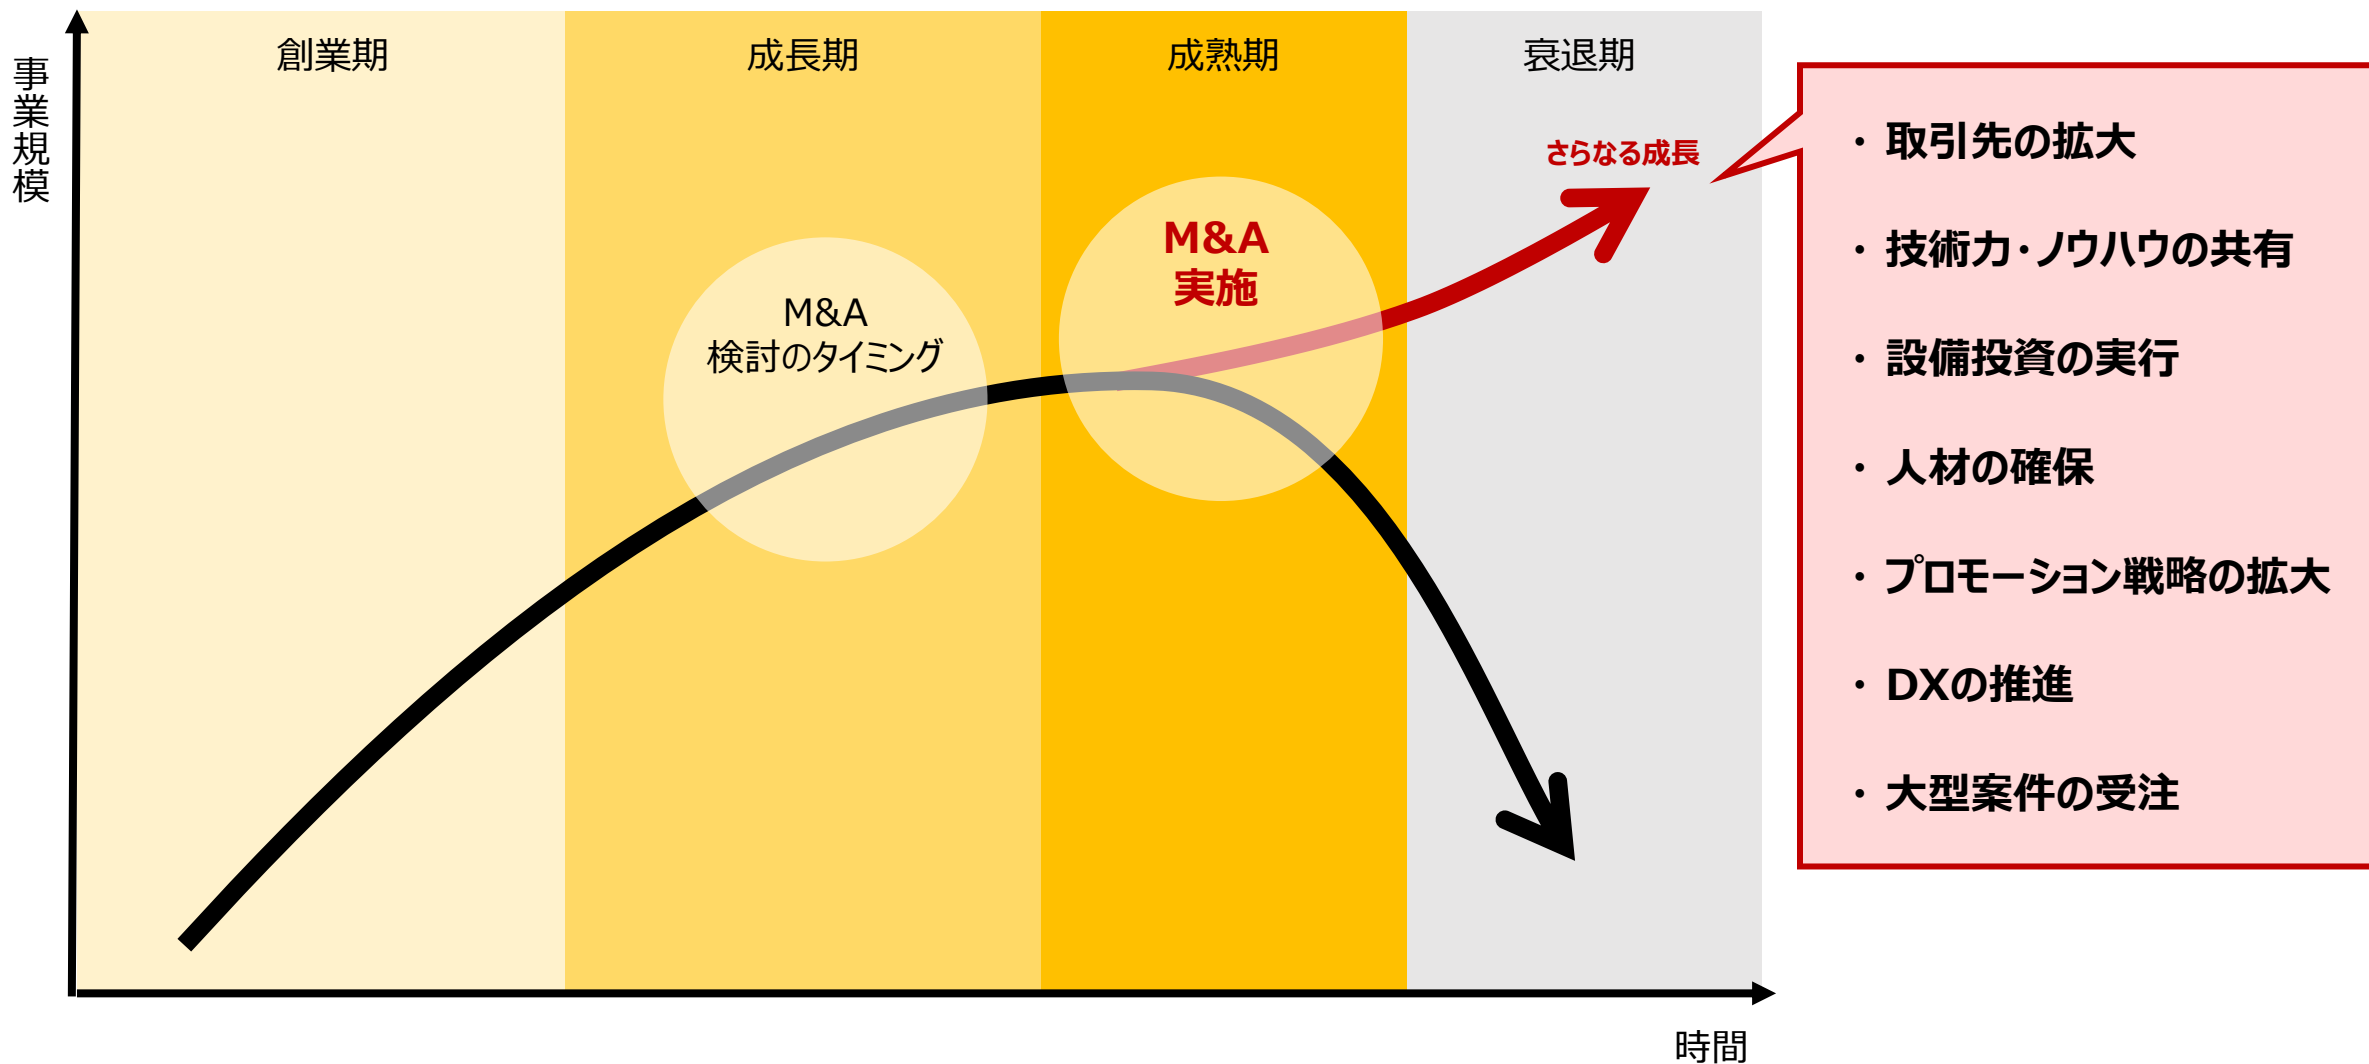 事業規模
創業期
成長期
成熟期
衰退期
さらなる成長
M&A
実施
M&A
検討のタイミング
・取引先の拡大
・技術力・ノウハウの共有
・設備投資の実行
・人材の確保
・プロモーション戦略の拡大
・DXの推進
・大型案件の受注
時間